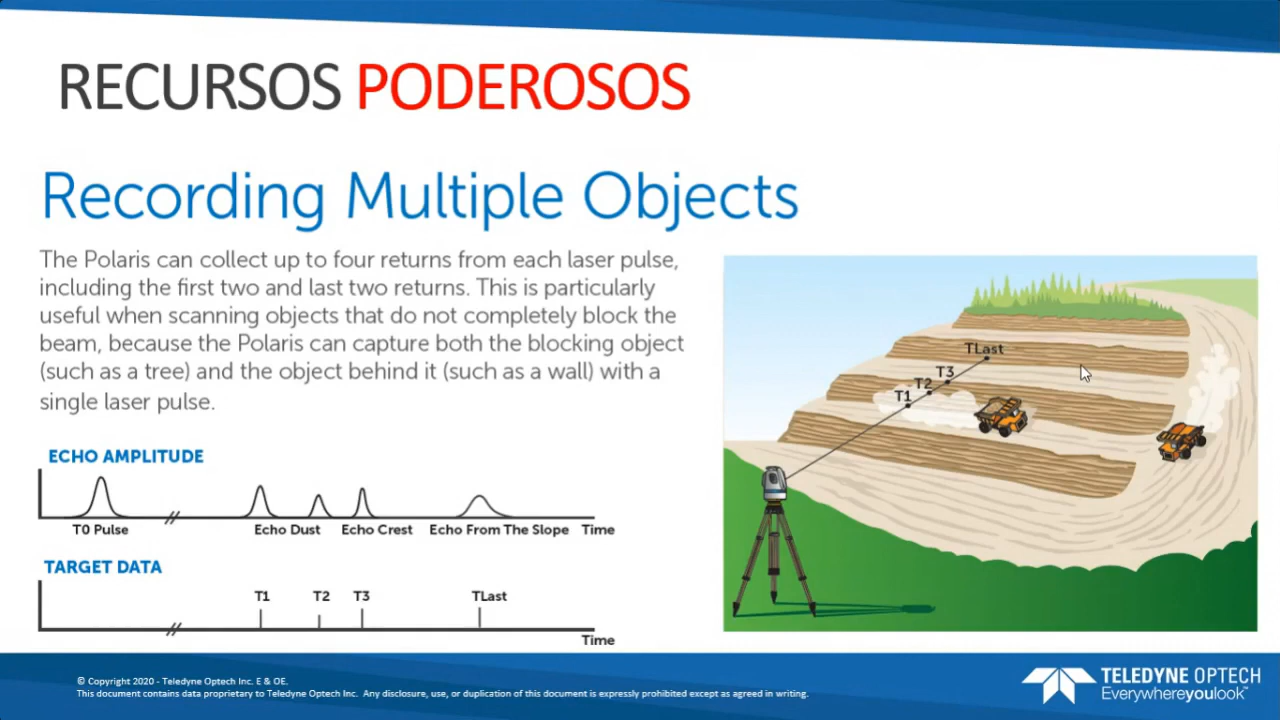 RECURSOS PODEROSOS
Recording Multiple Objects
The Polaris can collect up to four returns from each laser pulse,
including the first two and last two returns. This is particularly
useful when scanning objects that do not completely block the
beam, because the Polaris can capture both the blocking object
(such as a tree) and the object behind it (such as a wall) with a
single laser pulse.
ECHO AMPLITUDE
T0 Pulse
Echo Dust
Echo Crest
Echo From The Slope
Time
TARGET DATA
T1
T2
T3
TLast
Time
TLast
T3
T2
T1
© Copyright 2020 - Teledyne Optech Inc. E & OE.
This document contains data proprietary to Teledyne Optech Inc. Any disclosure, use, or duplication of this document is expressly prohibited except as agreed in writing.
TELEDYNE OPTECH
Everywhereyoulook™